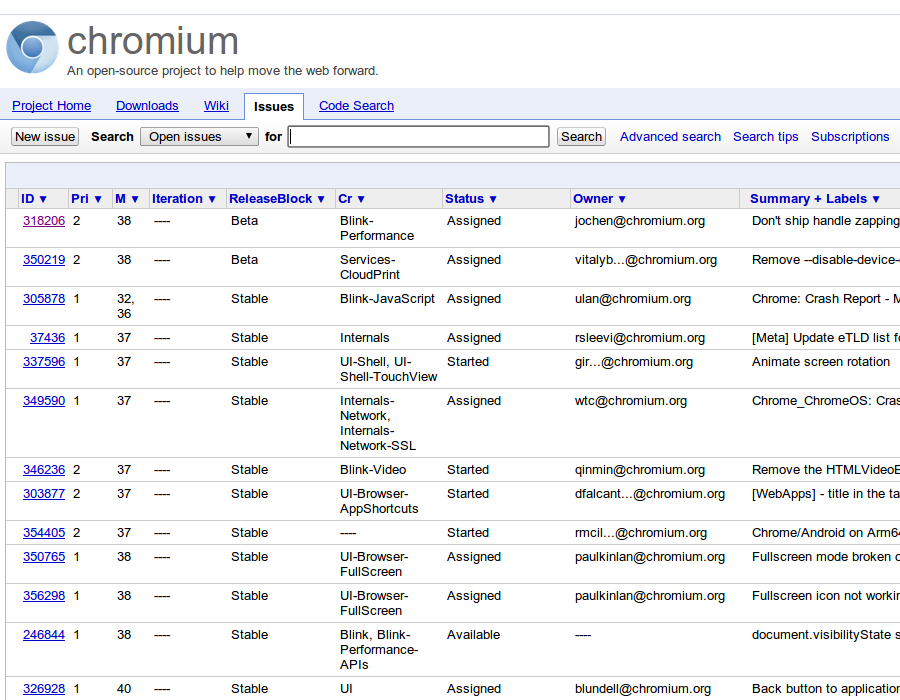 chromium
An open-source project to help move the web forward.
Project Home Downloads Wiki Issues Code Search
New issue Search Open issues ▼ for Search Advanced search Search tips Subscriptions
ID ▼ Pri ▼ M ▼ Iteration ▼ ReleaseBlock ▼ Cr ▼ Status ▼ Owner ▼ Summary + Labels ▼
318206 2 38 ---- Beta Blink- Assigned jochen@chromium.org Don't ship handle zapping
Performance
350219 2 38 ---- Beta Services- Assigned vitalyb...@chromium.org Remove --disable-device-
CloudPrint
305878 1 32, ---- Stable Blink-JavaScript Assigned ulan@chromium.org Chrome: Crash Report -
36
37436 1 37 ---- Stable Internals Assigned rsleevi@chromium.org [Meta] Update eTLD list
337596 1 37 ---- Stable UI-Shell, UI- Started gir...@chromium.org Animate screen rotation
Shell-TouchView
349590 1 37 ---- Stable Internals- Assigned wtc@chromium.org Chrome_ChromeOS: Cras
Network,
Internals-
Network-SSL
346236 2 37 ---- Stable Blink-Video Started qinmin@chromium.org Remove the HTMLVideoE
303877 2 37 ---- Stable UI-Browser- Started dfalcant...@chromium.org [WebApps] - title in the ta
AppShortcuts
354405 2 37 ---- Stable ---- Started rmcil...@chromium.org Chrome/Android on Arm64
350765 1 38 ---- Stable UI-Browser- Assigned paulkinlan@chromium.org Fullscreen mode broken
FullScreen
356298 1 38 ---- Stable UI-Browser- Assigned paulkinlan@chromium.org Fullscreen icon not workin
FullScreen
246844 1 38 ---- Stable Blink, Blink- Available ---- document.visibilityState
Performance-
APIs
326928 1 40 ---- Stable UI Assigned blundell@chromium.org Back button to application